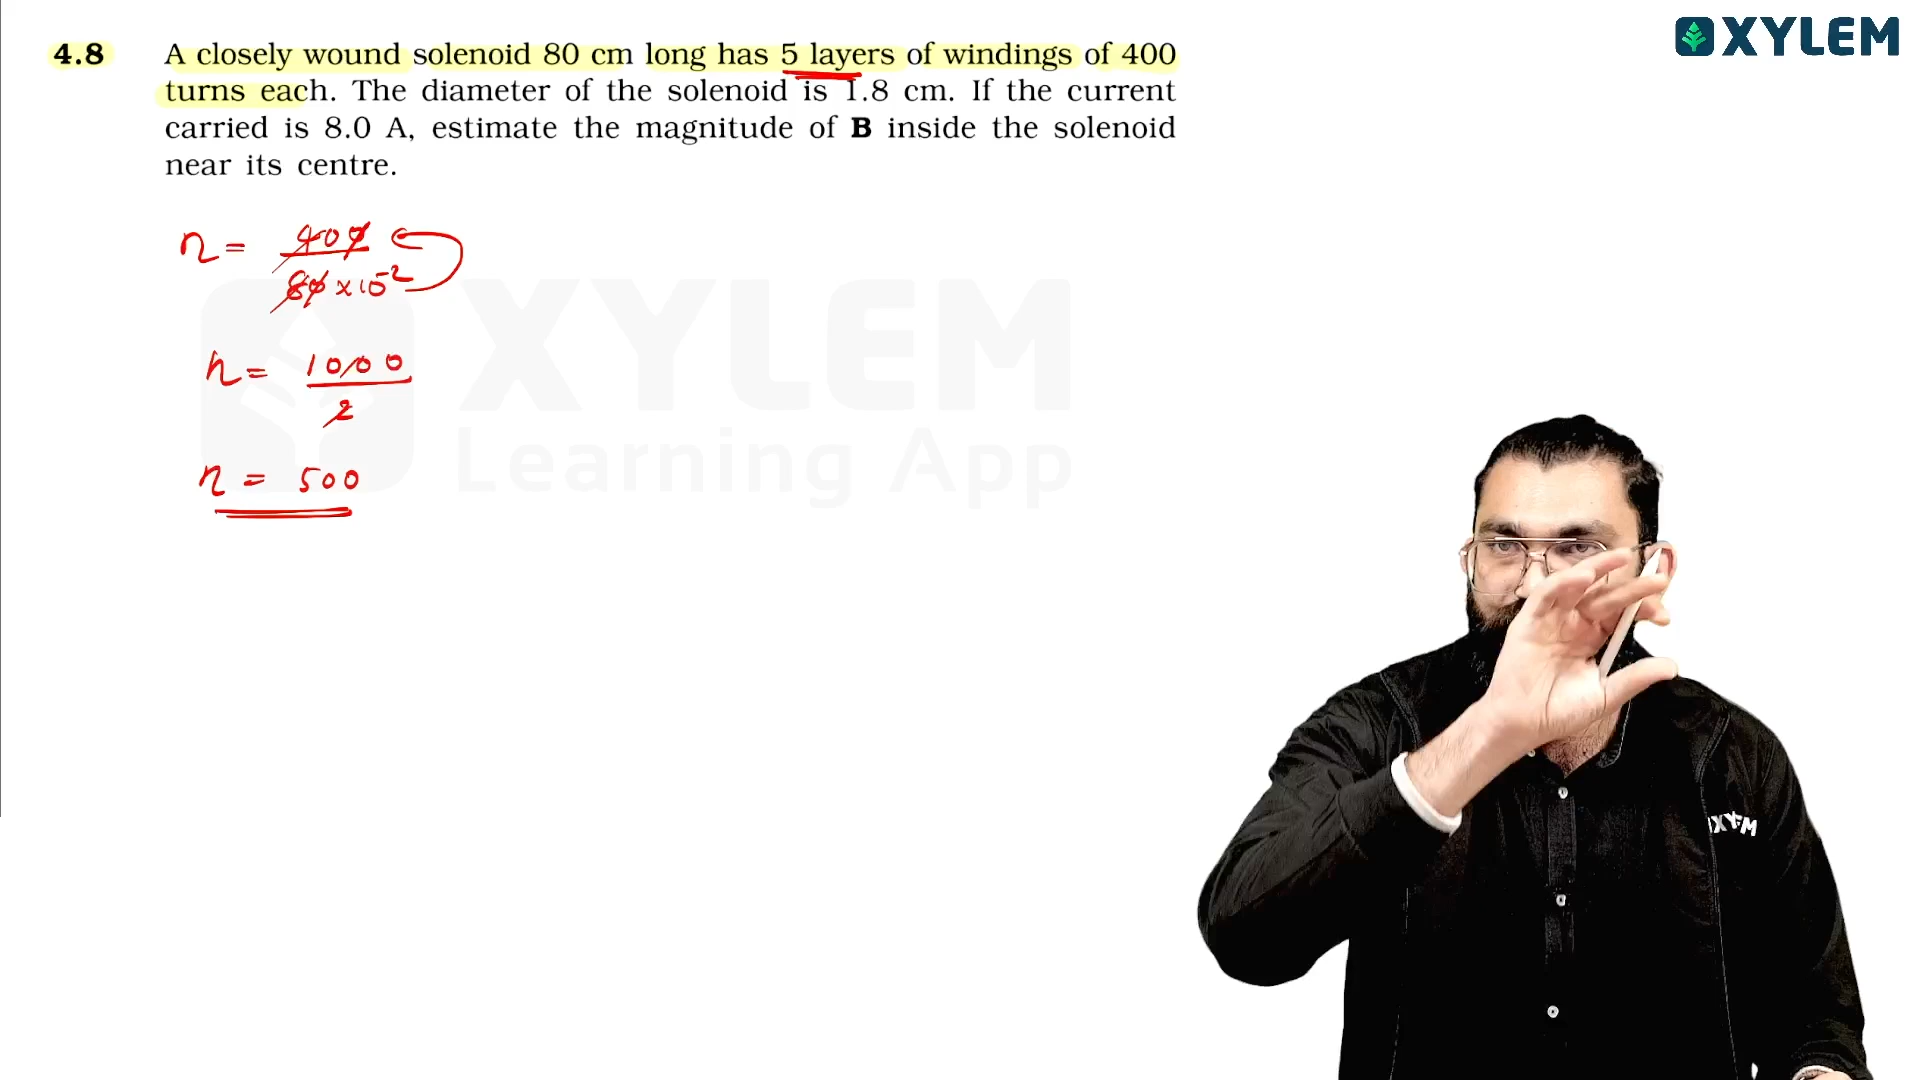 XYLEM
4.8 A closely wound solenoid 80 cm long has 5 layers of windings of 400
turns each. The diameter of the solenoid is 1.8 cm. If the current
carried is 8.0 A, estimate the magnitude of B inside the solenoid
near its centre.
n = 400
80 × 10⁻²
n = 1000
2
n = 500
XYLEM
Learning App
XYLEM